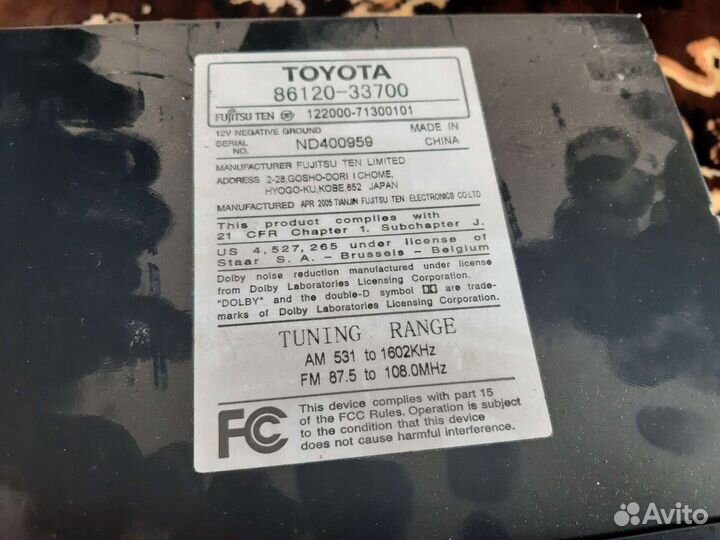 TOYOTA
86120-33700
FUJITSU TEN 122000-71300101
12V NEGATIVE GROUND MADE IN
SERIAL ND400959 CHINA
NO.
MANUFACTURER FUJITSU TEN LIMITED
ADDRESS 2-28,GOSHO-DORI I CHOME,
HYOGO-KU,KOBE,652 JAPAN
MANUFACTURED APR 2005 TIANJIN FUJITSU TEN ELECTRONICS CO LTD
This product complies with
21 CFR Chapter 1. Subchapter J.
US 4,527,265 under license of
Staar S. A. - Brussels - Belgium
Dolby noise reduction manufactured under license
from Dolby Laboratories Licensing Corporation.
"DOLBY" and the double-D symbol are trade-
marks of Dolby Laboratories Licensing Corporation.
TUNING RANGE
AM 531 to 1602KHz
FM 87.5 to 108.0MHz
FC This device complies with part 15
of the FCC Rules. Operation is subject
to the condition that this device
does not cause harmful interference.
Avito